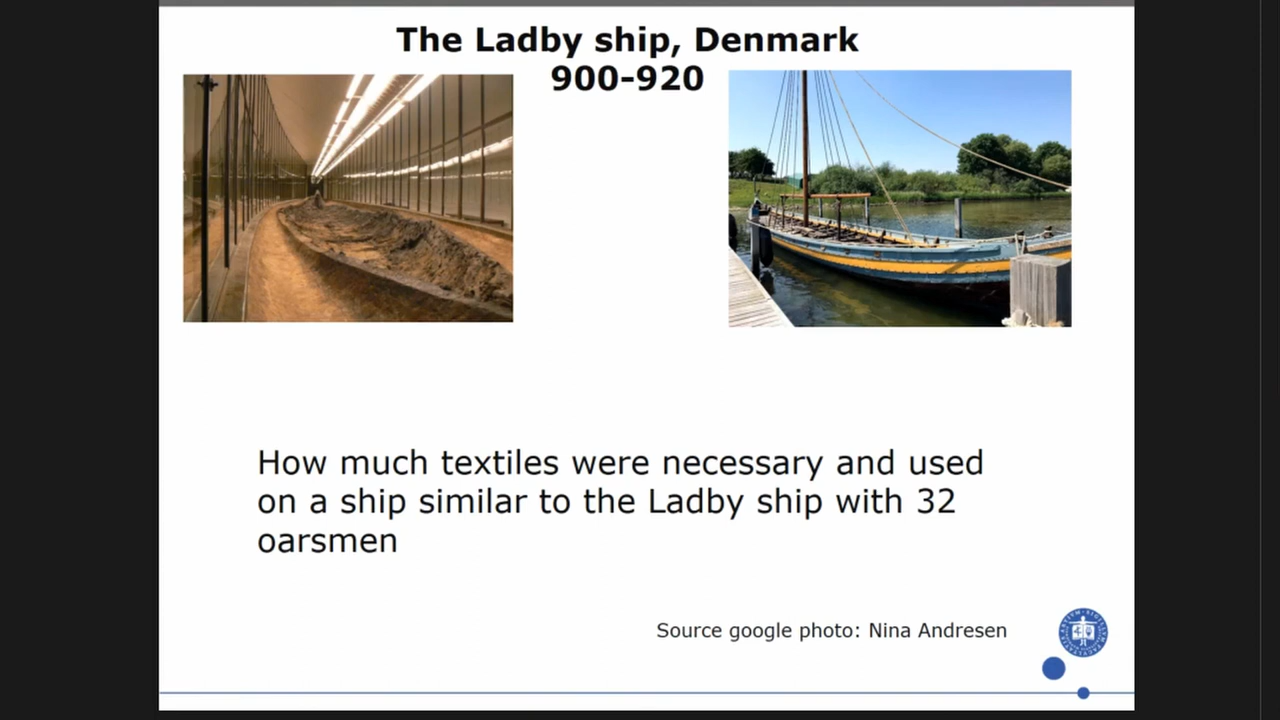 The Ladby ship, Denmark
900-920
How much textiles were necessary and used
on a ship similar to the Ladby ship with 32
oarsmen
Source google photo: Nina Andresen